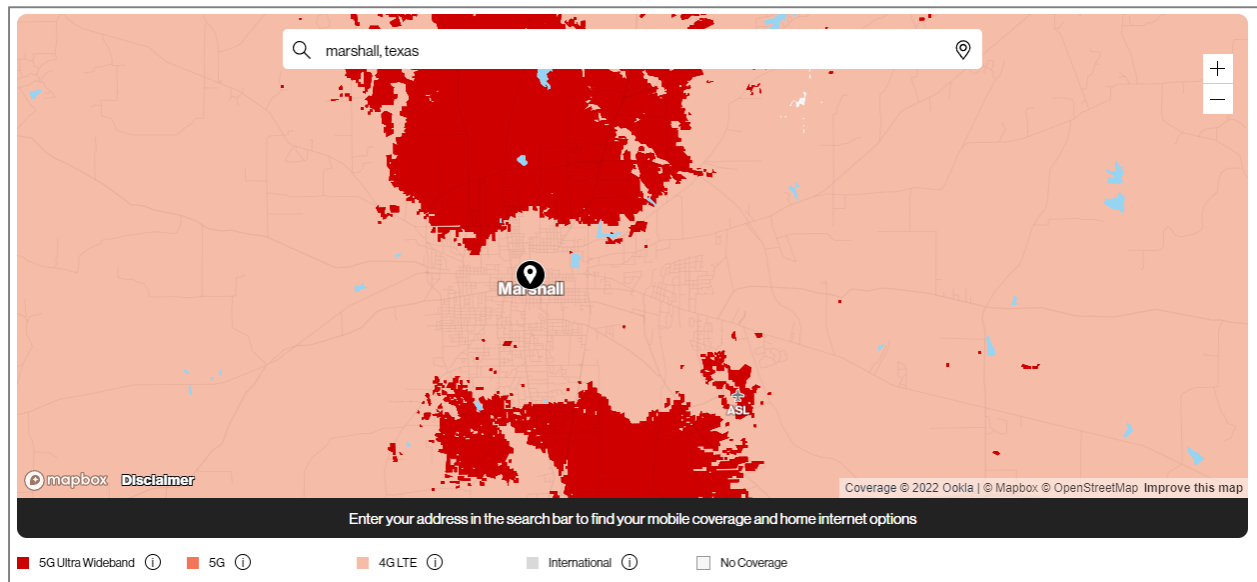 marshall, texas
+
−
Marshall
ASL
mapbox Disclaimer
Coverage © 2022 Ookla | © Mapbox © OpenStreetMap Improve this map
Enter your address in the search bar to find your mobile coverage and home internet options
5G Ultra Wideband i 5G i 4G LTE i International i No Coverage